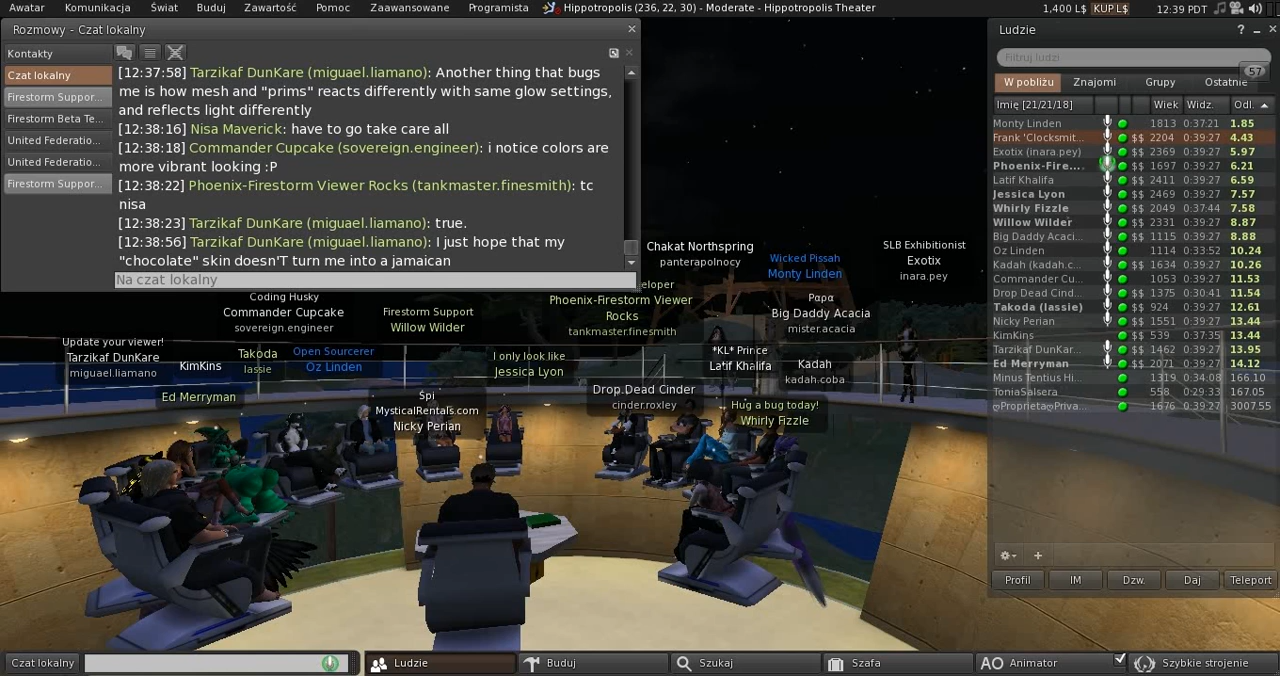 Awatar Komunikacja Świat Buduj Zawartość Pomoc Zaawansowane Programista Hippotropolis (236, 22, 30) - Moderate - Hippotropolis Theater 1,400 L$ KUP L$ 12:39 PDT
Rozmowy - Czat lokalny
Kontakty
Czat lokalny
Firestorm Suppor...
Firestorm Beta Te...
United Federatio...
United Federatio...
Firestorm Suppor...
[12:37:58] Tarzikaf DunKare (miguael.liamano): Another thing that bugs
me is how mesh and "prims" reacts differently with same glow settings,
and reflects light differently
[12:38:16] Nisa Maverick: have to go take care all
[12:38:18] Commander Cupcake (sovereign.engineer): i notice colors are
more vibrant looking :P
[12:38:22] Phoenix-Firestorm Viewer Rocks (tankmaster.finesmith): tc
nisa
[12:38:23] Tarzikaf DunKare (miguael.liamano): true.
[12:38:56] Tarzikaf DunKare (miguael.liamano): I just hope that my
"chocolate" skin doesn'T turn me into a jamaican
Na czat lokalny
Chakat Northspring
panterapolnocy
Wicked Pissah
Monty Linden
SLB Exhibitionist
Exotix
inara.pey
Coding Husky
Commander Cupcake
sovereign.engineer
Firestorm Support
Willow Wilder
eloper
Phoenix-Firestorm Viewer
Rocks
tankmaster.finesmith
Papa
Big Daddy Acacia
mister.acacia
Update your viewer!
Tarzikaf DunKare
miguael.liamano
KimKins
Takoda
lassie
Open Sourcerer
Oz Linden
I only look like
Jessica Lyon
*KL* Prince
Latif Khalifa
Kadah
kadah.coba
Ed Merryman
Spi
MysticalRentals.com
Nicky Perian
Drop Dead Cinder
cinder.roxley
Hug a bug today!
Whirly Fizzle
Ludzie
Filtruj ludzi
57
W pobliżu Znajomi Grupy Ostatnie
Imię [21/21/18] Wiek Widz. Odl.
Monty Linden 1813 0:37:21 1.85
Frank 'Clocksmit... $$ 2204 0:39:27 4.43
Exotix (inara.pey) $$ 2369 0:39:27 5.97
Phoenix-Fire... $$ 1697 0:39:27 6.21
Latif Khalifa $$ 2411 0:39:27 6.59
Jessica Lyon $$ 2469 0:39:27 7.57
Whirly Fizzle $$ 2049 0:37:44 7.58
Willow Wilder $$ 2331 0:39:27 8.87
Big Daddy Acaci... $$ 1115 0:39:27 8.88
Oz Linden 1114 0:33:52 10.24
Kadah (kadah.c... $$ 1634 0:39:27 10.26
Commander Cu... 1053 0:39:27 11.53
Drop Dead Cind... $$ 1375 0:30:41 11.54
Takoda (lassie) $$ 924 0:39:27 12.61
Nicky Perian $$ 1551 0:39:27 13.44
KimKins $$ 539 0:37:35 13.44
Tarzikaf DunKar... $$ 1462 0:39:27 13.95
Ed Merryman $$ 2071 0:39:27 14.12
Minus Tentius Hi... 1319 0:34:08 166.10
ToniaSalsera 558 0:29:33 167.05
ღProprietaღPriva... 1676 0:39:27 3007.55
Profil IM Dzw. Daj Teleport
Czat lokalny Ludzie Buduj Szukaj Szafa AO Animator Szybkie strojenie